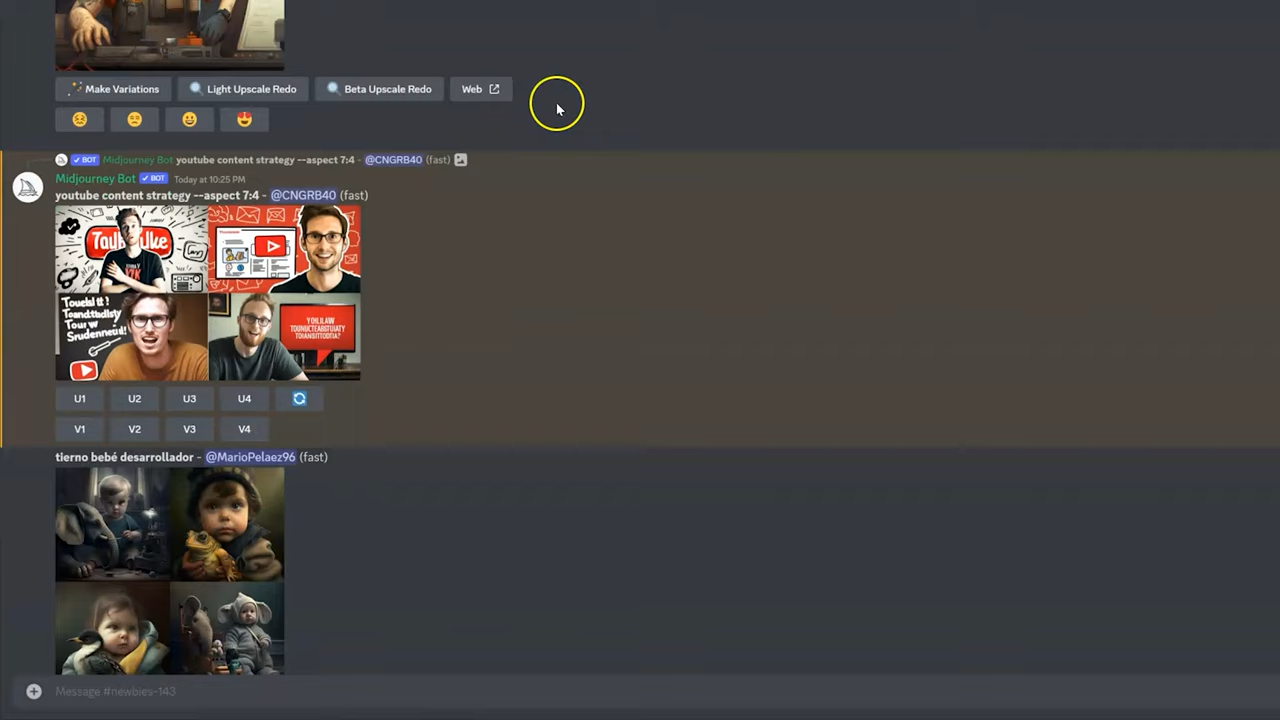 Make Variations Light Upscale Redo Beta Upscale Redo Web
BOT Midjourney Bot youtube content strategy --aspect 7:4 - @CNGRB40 (fast)
Midjourney Bot BOT Today at 10:25 PM
youtube content strategy --aspect 7:4 - @CNGRB40 (fast)
U1 U2 U3 U4
V1 V2 V3 V4
tierno bebé desarrollador - @MarioPelaez96 (fast)
Message #newbies-143